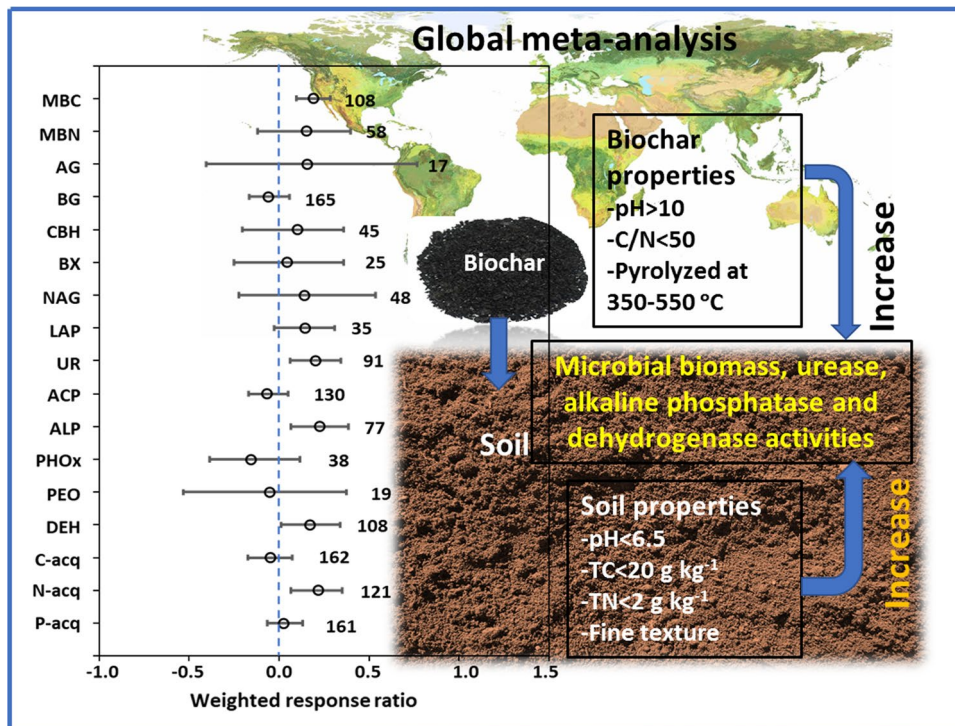 Global meta-analysis
MBC 108
MBN 58
AG 17
BG 165
CBH 45
BX 25
NAG 48
LAP 35
UR 91
ACP 130
ALP 77
PHOx 38
PEO 19
DEH 108
C-acq 162
N-acq 121
P-acq 161
-1.0 -0.5 0.0 0.5 1.0 1.5
Weighted response ratio
Biochar
Soil
Biochar
properties
-pH>10
-C/N<50
-Pyrolyzed at
350-550 °C
Increase
Microbial biomass, urease,
alkaline phosphatase and
dehydrogenase activities
Soil properties
-pH<6.5
-TC<20 g kg⁻¹
-TN<2 g kg⁻¹
-Fine texture
Increase